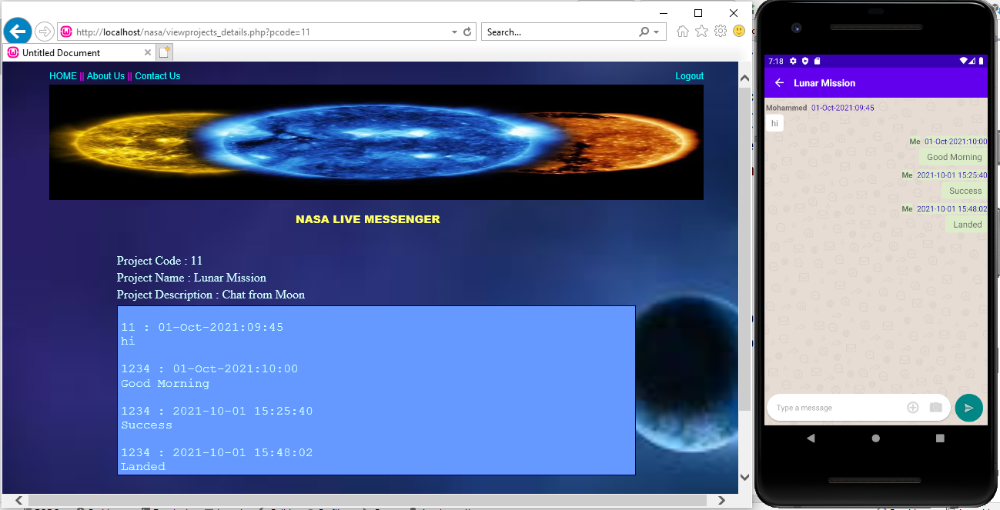 http://localhost/nasa/viewprojects_details.php?pcode=11
Search...
Untitled Document
HOME || About Us || Contact Us
Logout
NASA LIVE MESSENGER
Project Code : 11
Project Name : Lunar Mission
Project Description : Chat from Moon
11 : 01-Oct-2021:09:45
hi
1234 : 01-Oct-2021:10:00
Good Morning
1234 : 2021-10-01 15:25:40
Success
1234 : 2021-10-01 15:48:02
Landed
7:18
Lunar Mission
Mohammed 01-Oct-2021:09:45
hi
Me 01-Oct-2021:10:00
Good Morning
Me 2021-10-01 15:25:40
Success
Me 2021-10-01 15:48:02
Landed
Type a message